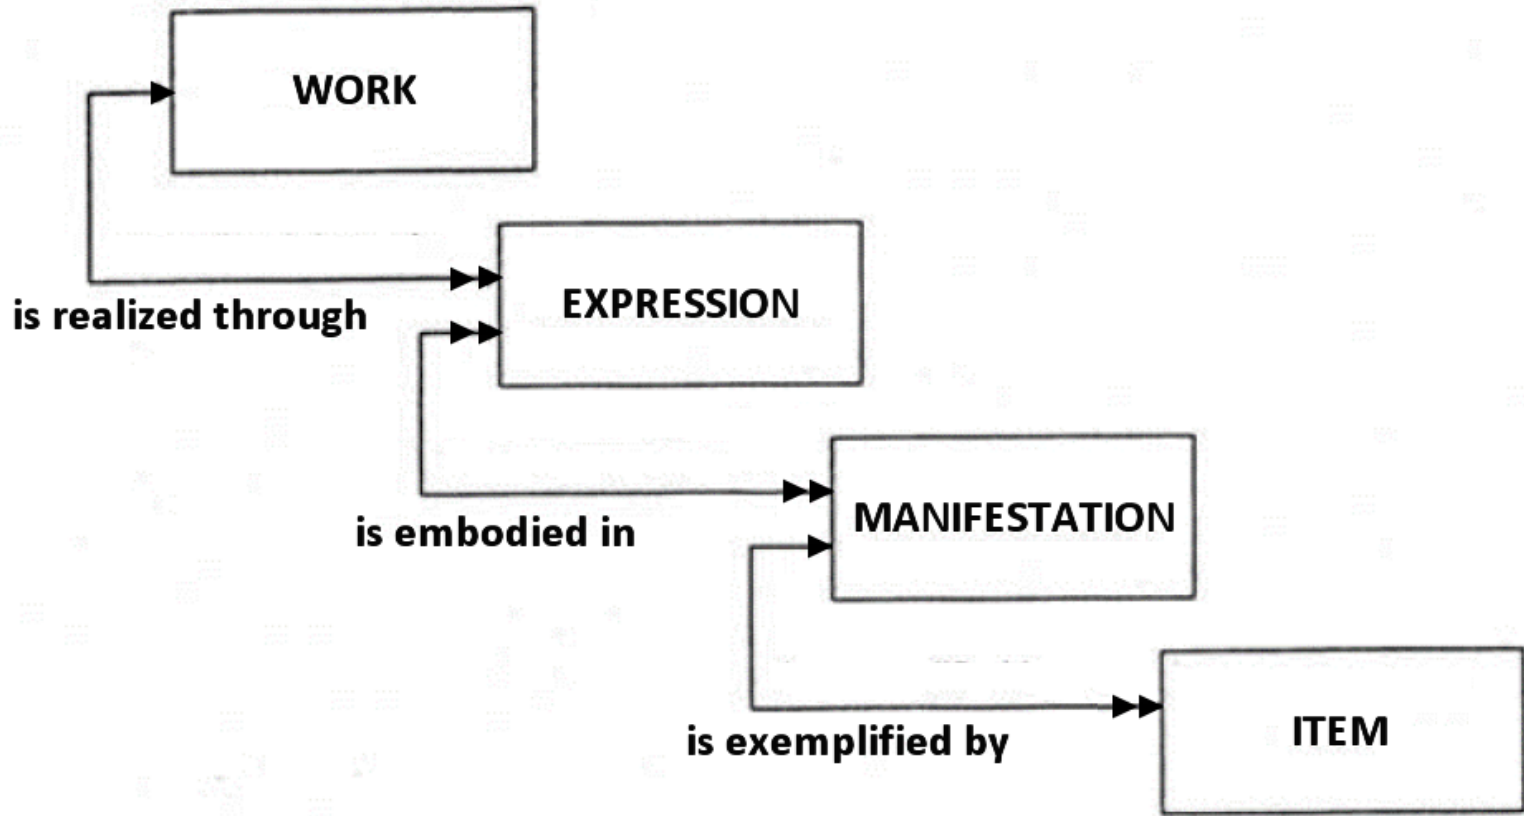 WORK
is realized through
EXPRESSION
is embodied in
MANIFESTATION
is exemplified by
ITEM